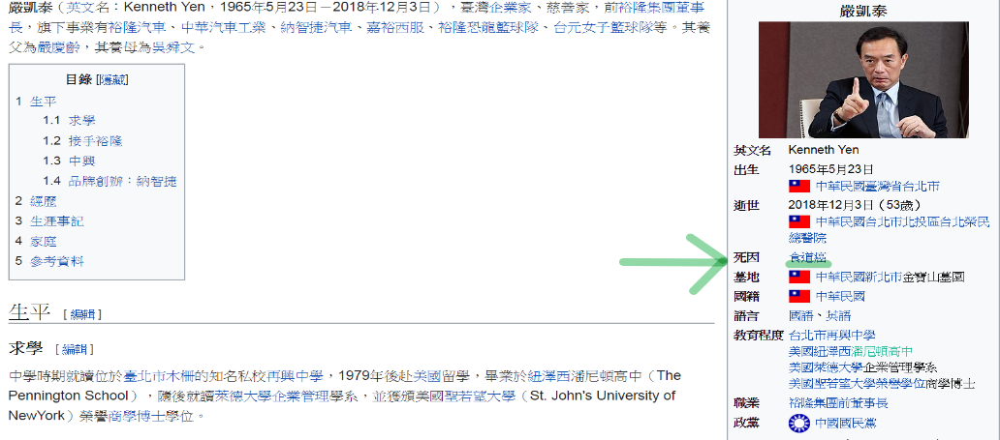 嚴凱泰（英文名：Kenneth Yen，1965年5月23日－2018年12月3日），臺灣企業家、慈善家，前裕隆集團董事
長，旗下事業有裕隆汽車、中華汽車工業、納智捷汽車、嘉裕西服、裕隆恐龍籃球隊、台元女子籃球隊等。其養
父為嚴慶齡，其養母為吳舜文。
目錄 [隱藏]
1 生平
1.1 求學
1.2 接手裕隆
1.3 中興
1.4 品牌創辦：納智捷
2 經歷
3 生涯事記
4 家庭
5 參考資料
生平 [ 編輯 ]
求學 [ 編輯 ]
中學時期就讀位於臺北市木柵的知名私校再興中學，1979年後赴美國留學，畢業於紐澤西潘尼頓高中（The
Pennington School），隨後就讀萊德大學企業管理學系，並獲頒美國聖若望大學（St. John's University of
NewYork）榮譽商學博士學位。
嚴凱泰
英文名 Kenneth Yen
出生 1965年5月23日
中華民國臺灣省台北市
逝世 2018年12月3日（53歲）
中華民國台北市北投區台北榮民
總醫院
死因 食道癌
墓地 中華民國新北市金寶山墓園
國籍 中華民國
語言 國語、英語
教育程度 台北市再興中學
美國紐澤西潘尼頓高中
美國萊德大學企業管理學系
美國聖若望大學榮譽學位商學博士
職業 裕隆集團前董事長
政黨 中國國民黨